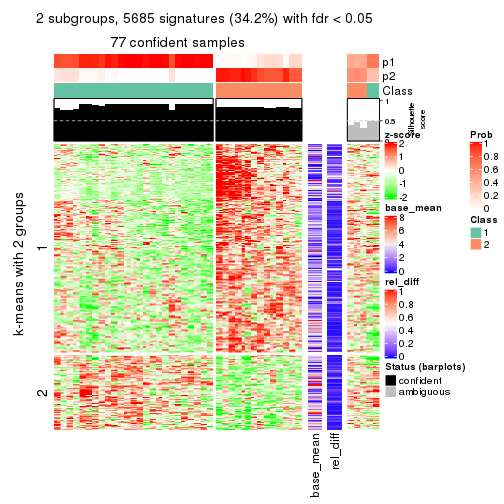 2 subgroups, 5685 signatures (34.2%) with fdr < 0.05
77 confident samples
p1
p2
Class
1
0.5
0
Silhouette
score
k-means with 2 groups
1
2
base_mean
rel_diff
z-score
2
1
0
-1
-2
base_mean
8
6
4
2
0
rel_diff
1
0.8
0.6
0.4
0.2
0
Status (barplots)
confident
ambiguous
Prob
1
0.8
0.6
0.4
0.2
0
Class
1
2